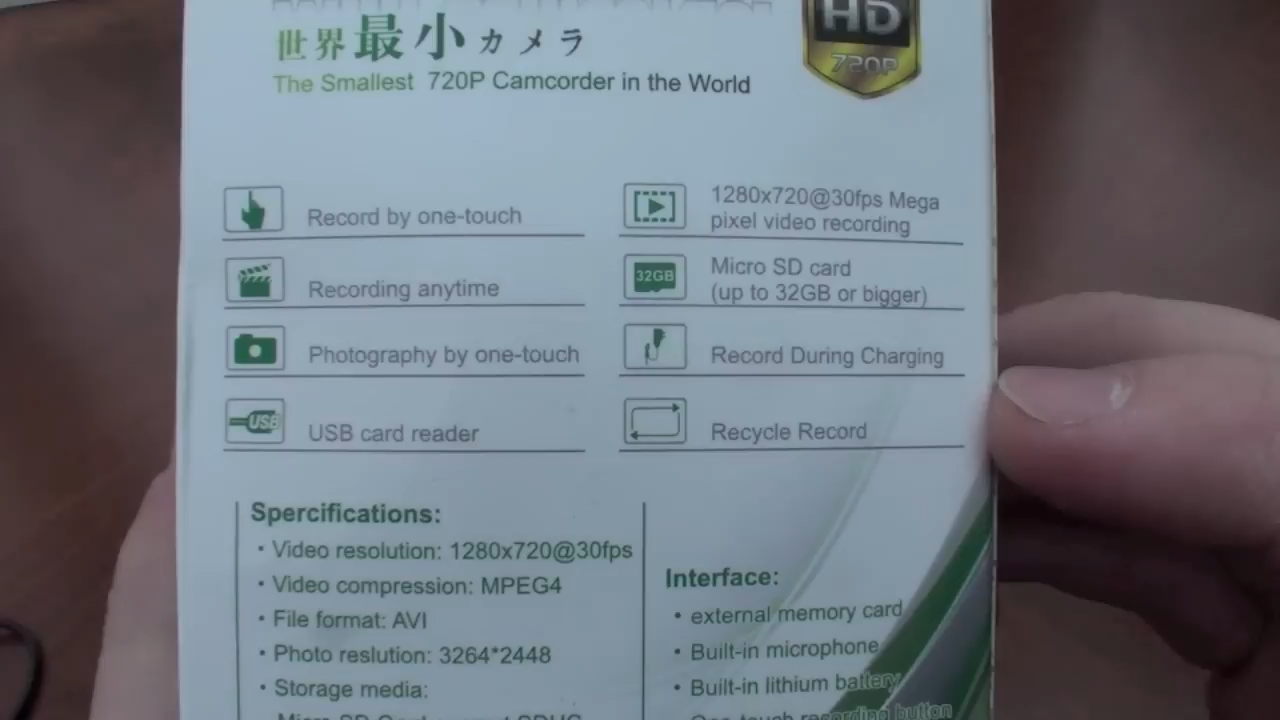 世界最小カメラ
The Smallest 720P Camcorder in the World
HD
720P
Record by one-touch
1280x720@30fps Mega
pixel video recording
Recording anytime
32GB
Micro SD card
(up to 32GB or bigger)
Photography by one-touch
Record During Charging
USB
USB card reader
Recycle Record
Spercifications:
• Video resolution: 1280x720@30fps
• Video compression: MPEG4
• File format: AVI
• Photo reslution: 3264*2448
• Storage media:
Interface:
• external memory card
• Built-in microphone
• Built-in lithium battery
One-touch recording button